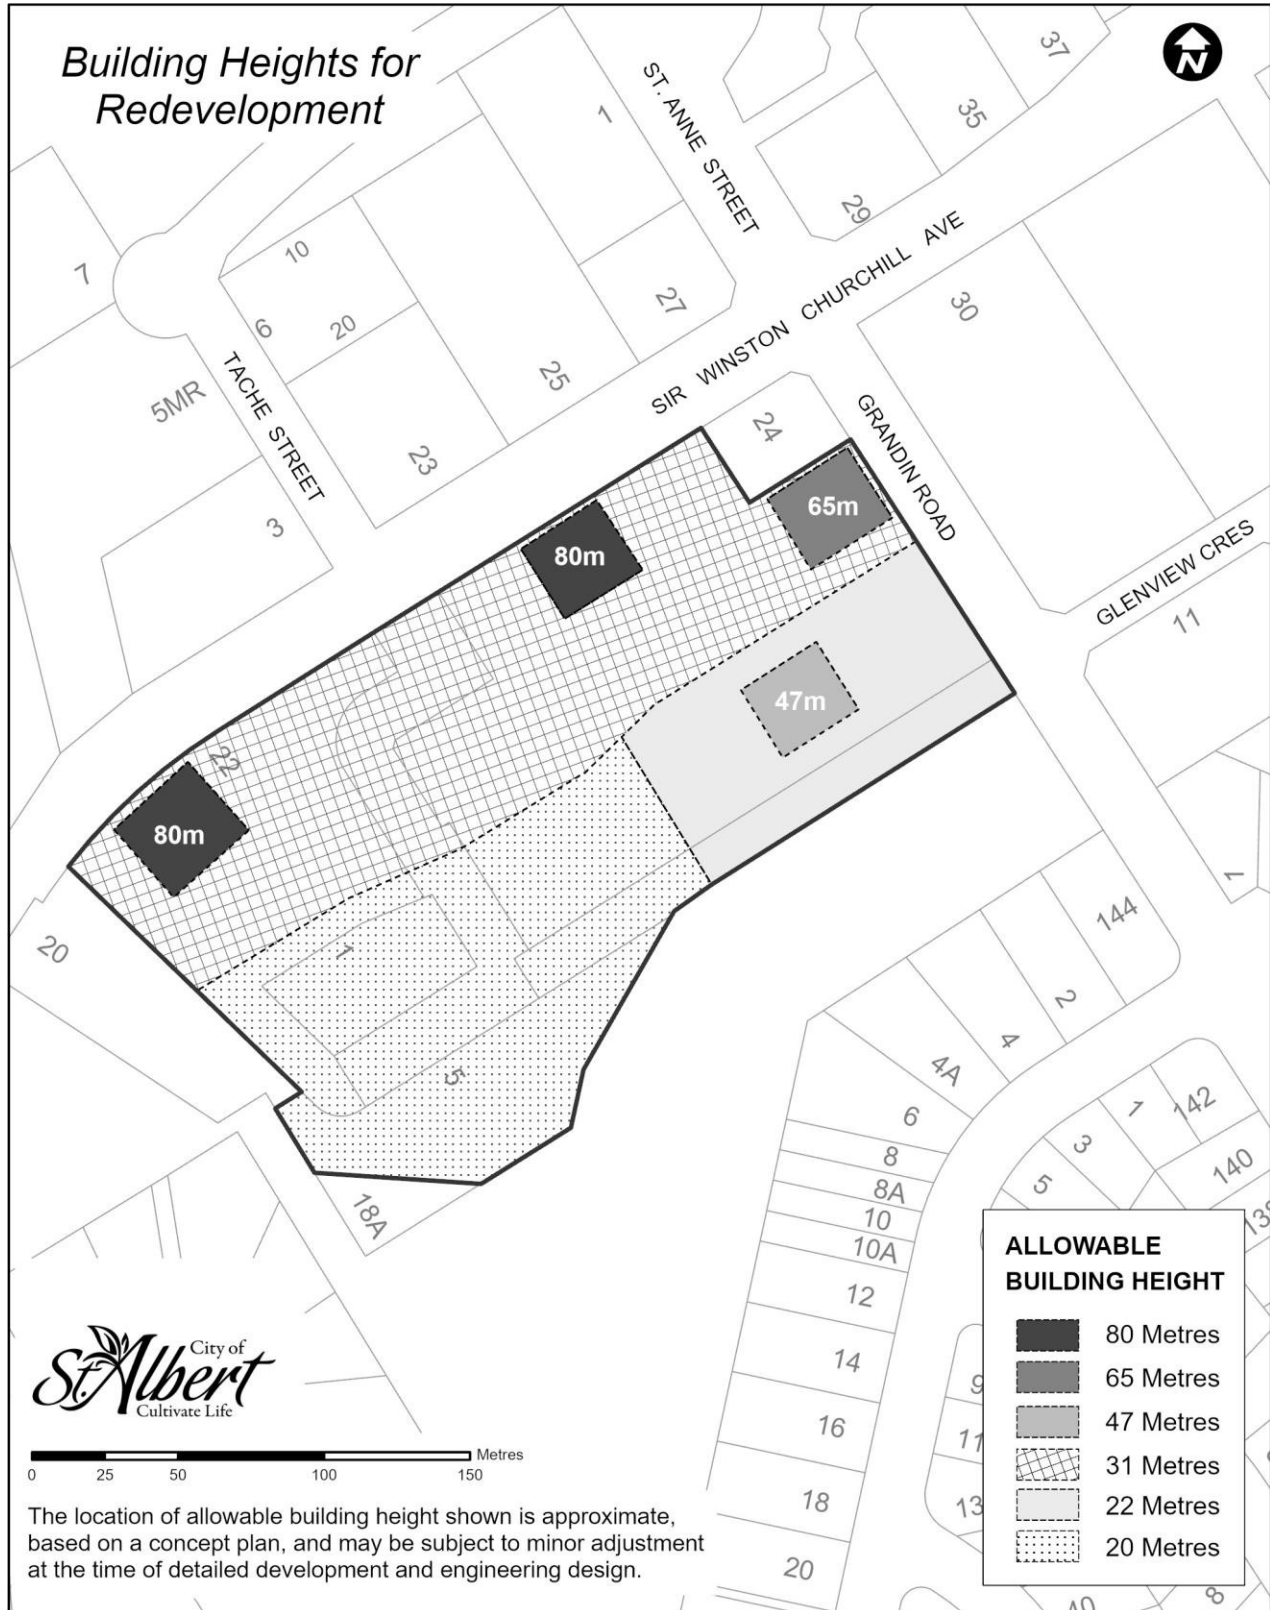 Building Heights for
Redevelopment
N
37
35
1
ST. ANNE STREET
29
7
10
6
20
27
SIR WINSTON CHURCHILL AVE
30
25
5MR
TACHE STREET
23
24
GRANDIN ROAD
3
65m
80m
GLENVIEW CRES
11
47m
22
80m
1
20
1
144
2
4
4A
5
6
1
142
3
8
140
5
8A
138
10
18A
10A
12
14
16
18
20
9
11
13
40
8
ALLOWABLE
BUILDING HEIGHT
80 Metres
65 Metres
47 Metres
31 Metres
22 Metres
20 Metres
City of
St. Albert
Cultivate Life
Metres
0 25 50 100 150
The location of allowable building height shown is approximate,
based on a concept plan, and may be subject to minor adjustment
at the time of detailed development and engineering design.